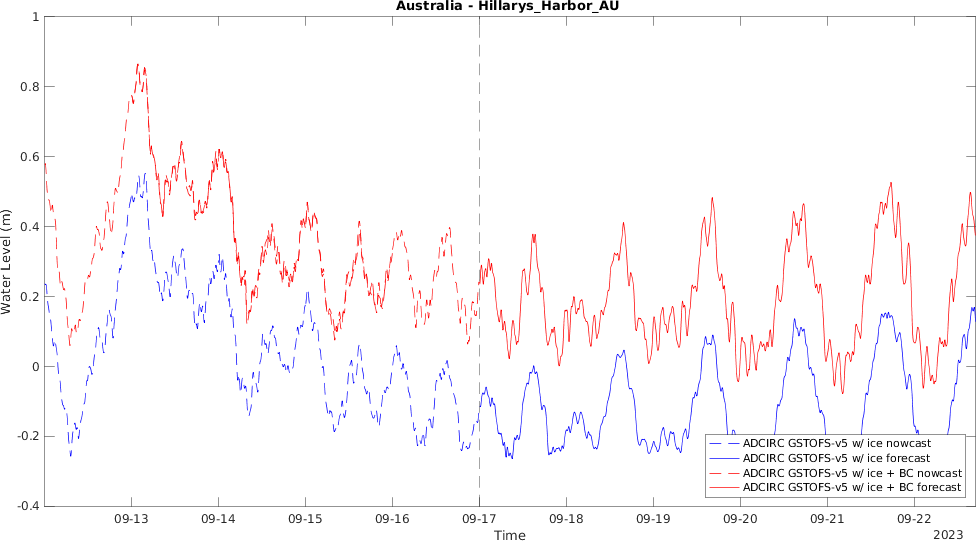 Australia - Hillarys_Harbor_AU
Water Level (m)
1
0.8
0.6
0.4
0.2
0
-0.2
-0.4
ADCIRC GSTOFS-v5 w/ ice nowcast
ADCIRC GSTOFS-v5 w/ ice forecast
ADCIRC GSTOFS-v5 w/ ice + BC nowcast
ADCIRC GSTOFS-v5 w/ ice + BC forecast
09-13 09-14 09-15 09-16 09-17 09-18 09-19 09-20 09-21 09-22
Time
2023